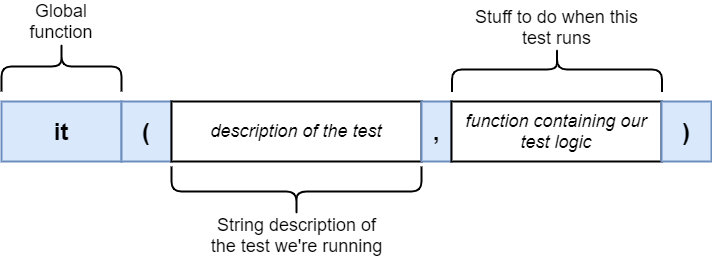 Global
function
Stuff to do when this
test runs
it
(
description of the test
,
function containing our
test logic
)
String description of
the test we're running